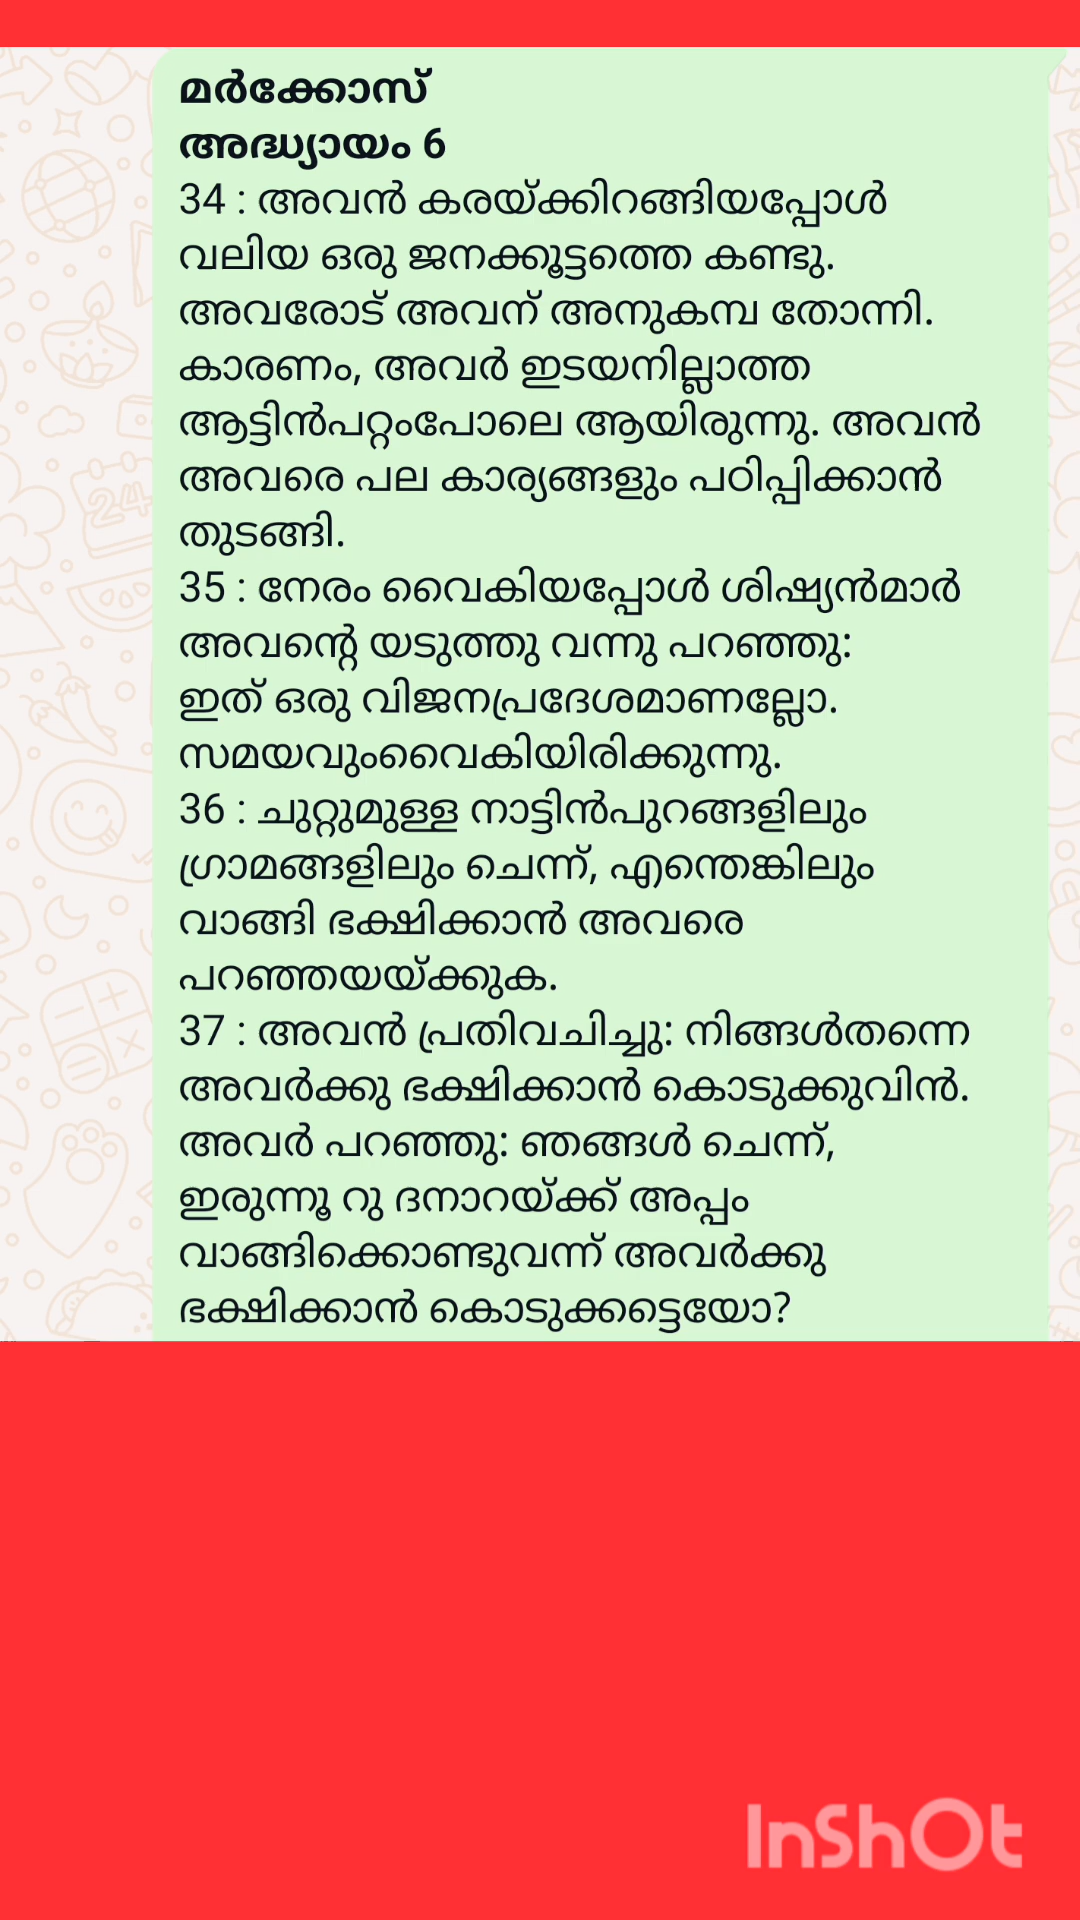 മർക്കോസ്
അദ്ധ്യായം 6
34 : അവൻ കരയ്ക്കിറങ്ങിയപ്പോൾ
വലിയ ഒരു ജനക്കൂട്ടത്തെ കണ്ടു.
അവരോട് അവന് അനുകമ്പ തോന്നി.
കാരണം, അവർ ഇടയനില്ലാത്ത
ആട്ടിൻപറ്റംപോലെ ആയിരുന്നു. അവൻ
അവരെ പല കാര്യങ്ങളും പഠിപ്പിക്കാൻ
തുടങ്ങി.
35 : നേരം വൈകിയപ്പോൾ ശിഷ്യൻമാർ
അവന്റെ യടുത്തു വന്നു പറഞ്ഞു:
ഇത് ഒരു വിജനപ്രദേശമാണല്ലോ.
സമയവുംവൈകിയിരിക്കുന്നു.
36 : ചുറ്റുമുള്ള നാട്ടിൻപുറങ്ങളിലും
ഗ്രാമങ്ങളിലും ചെന്ന്, എന്തെങ്കിലും
വാങ്ങി ഭക്ഷിക്കാൻ അവരെ
പറഞ്ഞയയ്ക്കുക.
37 : അവൻ പ്രതിവചിച്ചു: നിങ്ങൾതന്നെ
അവർക്കു ഭക്ഷിക്കാൻ കൊടുക്കുവിൻ.
അവർ പറഞ്ഞു: ഞങ്ങൾ ചെന്ന്,
ഇരുന്നൂ റു ദനാറയ്ക്ക് അപ്പം
വാങ്ങിക്കൊണ്ടുവന്ന് അവർക്കു
ഭക്ഷിക്കാൻ കൊടുക്കട്ടെയോ?
InShOt